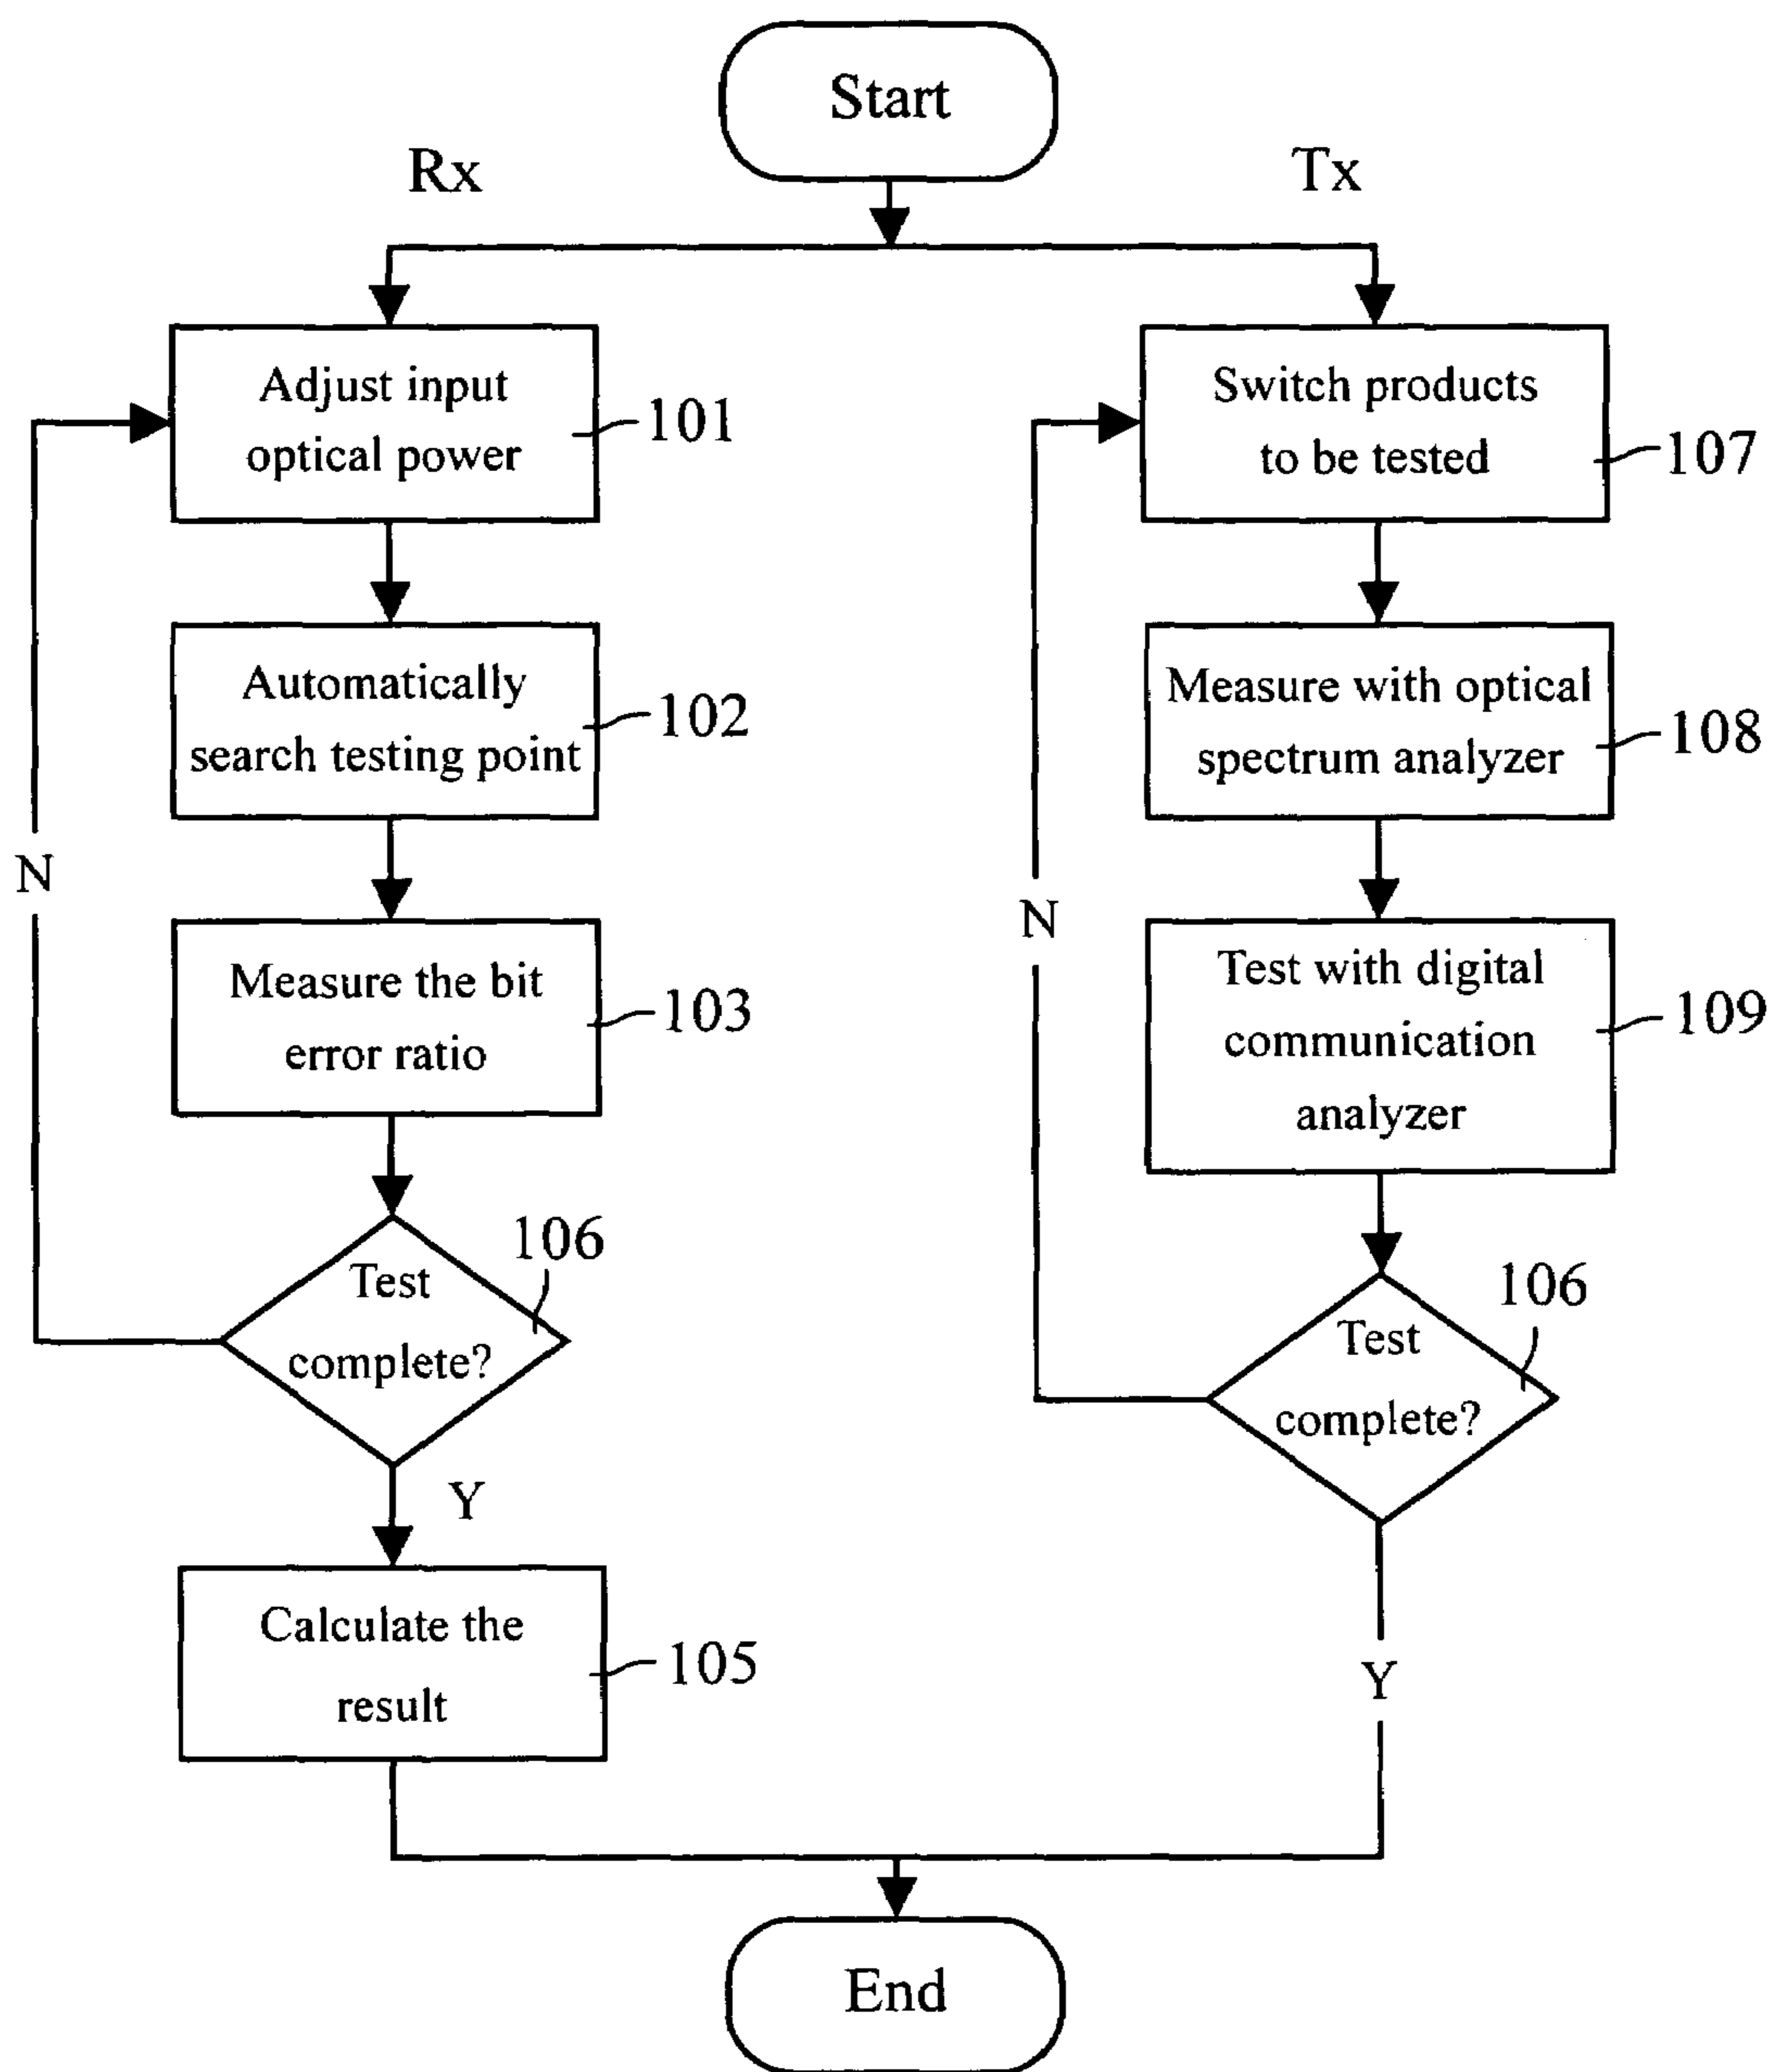 Start
Rx
Tx
Adjust input
optical power
101
Automatically
search testing point
102
N
Measure the bit
error ratio
103
Test
complete?
106
Y
Calculate the
result
105
Switch products
to be tested
107
Measure with optical
spectrum analyzer
108
N
Test with digital
communication
analyzer
109
Test
complete?
106
Y
End